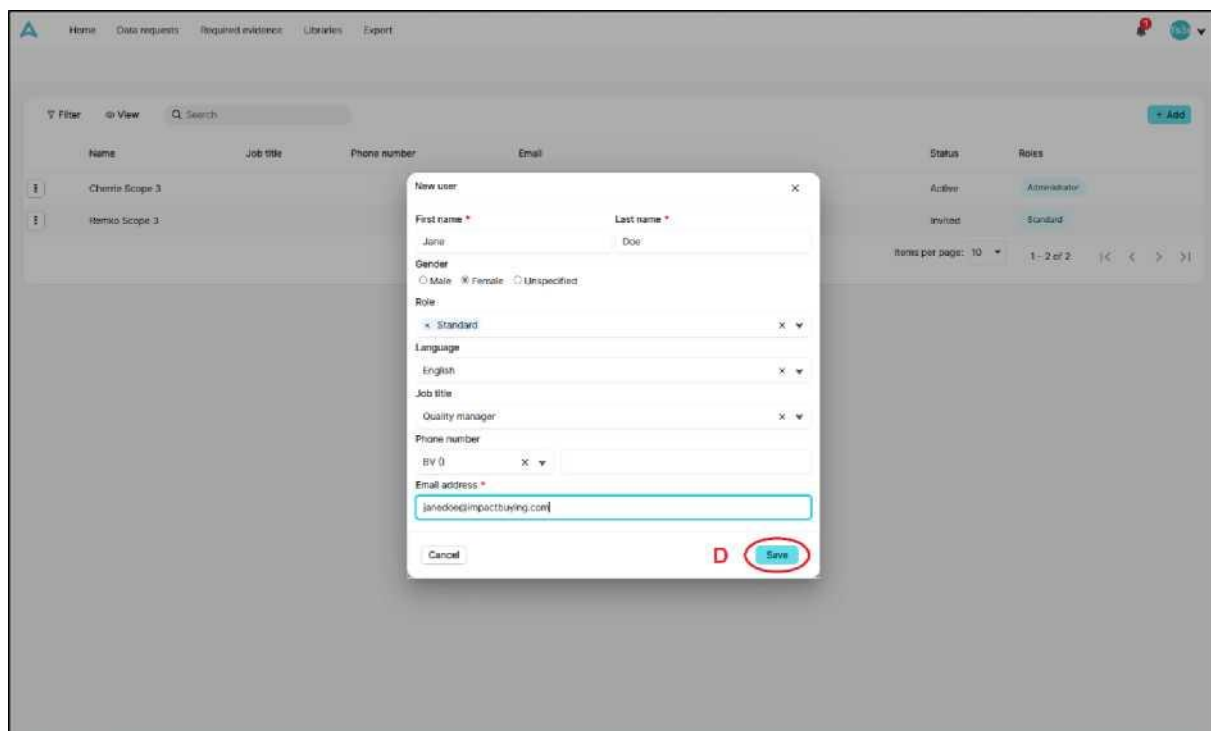 Home Data requests Required evidence Libraries Export
Filter View Search + Add
Name Job title Phone number Email Status Roles
Cherrie Scope 3 Active Administrator
Remko Scope 3 Invited Standard
Items per page: 10 1 - 2 of 2
New user
First name * Last name *
Jane Doe
Gender
Male Female Unspecified
Role
× Standard
Language
English
Job title
Quality manager
Phone number
BV ()
Email address *
janedoe@impactbuying.com
Cancel D Save